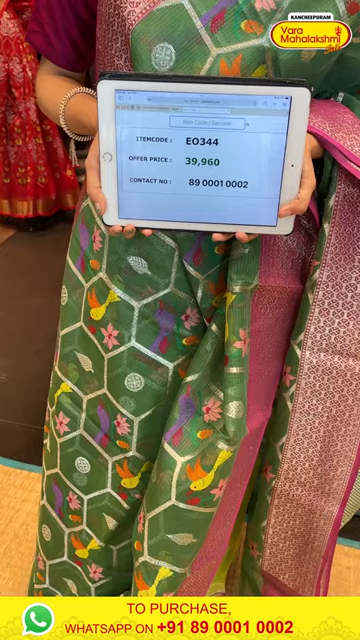 KANCHEEPURAM
Vara
Mahalakshmi
Silks
Item Code / Barcode
ITEMCODE : EO344
OFFER PRICE : 39,960
CONTACT NO : 89 0001 0002
TO PURCHASE,
WHATSAPP ON +91 89 0001 0002